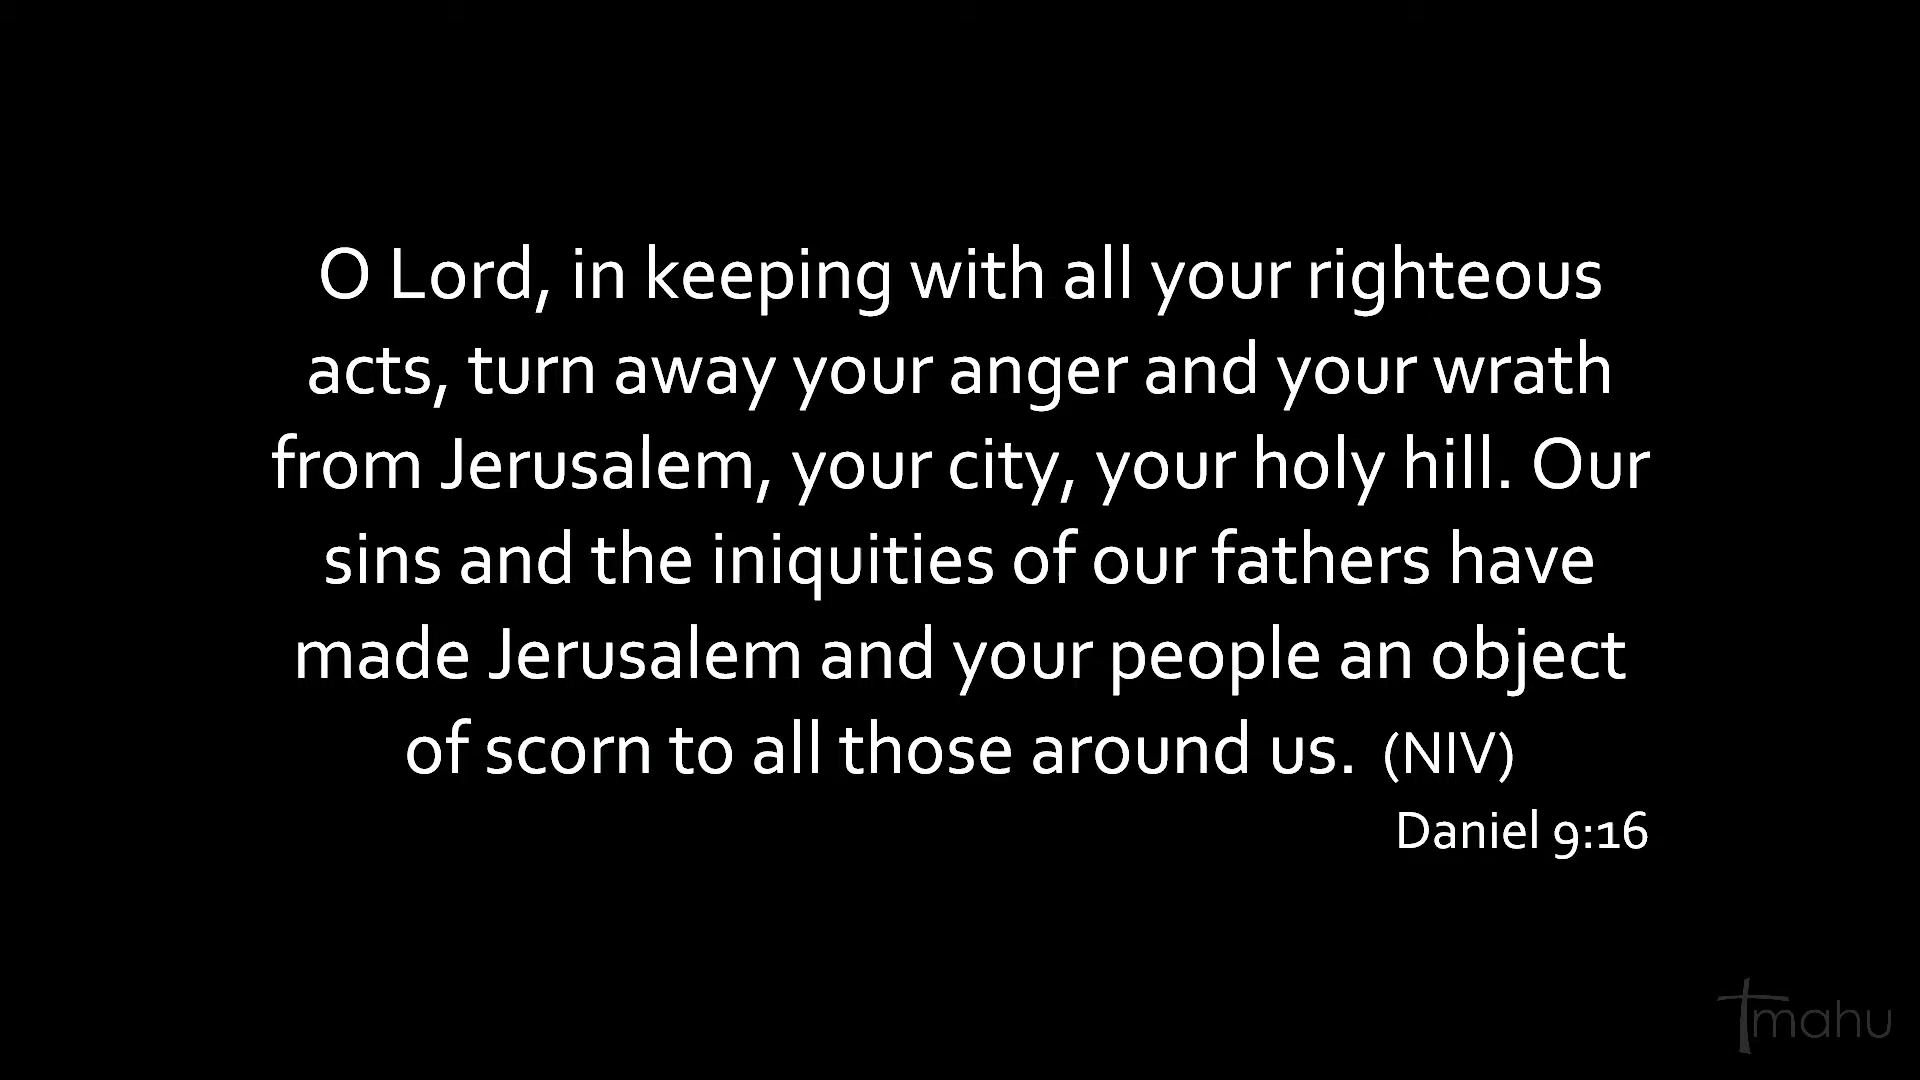 O Lord, in keeping with all your righteous
acts, turn away your anger and your wrath
from Jerusalem, your city, your holy hill. Our
sins and the iniquities of our fathers have
made Jerusalem and your people an object
of scorn to all those around us. (NIV)
Daniel 9:16
mahu